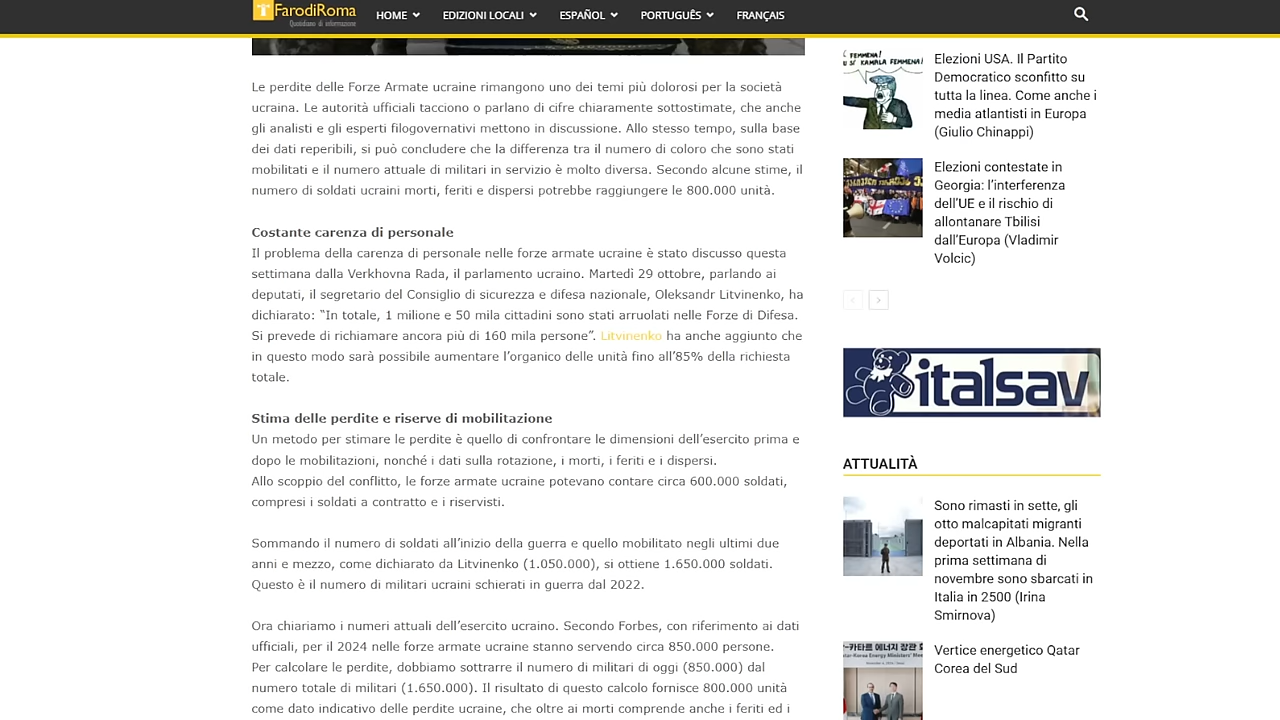 FarodiRoma
Quotidiano di informazione
HOME
EDIZIONI LOCALI
ESPAÑOL
PORTUGUÊS
FRANÇAIS
Le perdite delle Forze Armate ucraine rimangono uno dei temi più dolorosi per la società
ucraina. Le autorità ufficiali tacciono o parlano di cifre chiaramente sottostimate, che anche
gli analisti e gli esperti filogovernativi mettono in discussione. Allo stesso tempo, sulla base
dei dati reperibili, si può concludere che la differenza tra il numero di coloro che sono stati
mobilitati e il numero attuale di militari in servizio è molto diversa. Secondo alcune stime, il
numero di soldati ucraini morti, feriti e dispersi potrebbe raggiungere le 800.000 unità.
Costante carenza di personale
Il problema della carenza di personale nelle forze armate ucraine è stato discusso questa
settimana dalla Verkhovna Rada, il parlamento ucraino. Martedì 29 ottobre, parlando ai
deputati, il segretario del Consiglio di sicurezza e difesa nazionale, Oleksandr Litvinenko, ha
dichiarato: “In totale, 1 milione e 50 mila cittadini sono stati arruolati nelle Forze di Difesa.
Si prevede di richiamare ancora più di 160 mila persone”. Litvinenko ha anche aggiunto che
in questo modo sarà possibile aumentare l’organico delle unità fino all’85% della richiesta
totale.
Stima delle perdite e riserve di mobilitazione
Un metodo per stimare le perdite è quello di confrontare le dimensioni dell’esercito prima e
dopo le mobilitazioni, nonché i dati sulla rotazione, i morti, i feriti e i dispersi.
Allo scoppio del conflitto, le forze armate ucraine potevano contare circa 600.000 soldati,
compresi i soldati a contratto e i riservisti.
Sommando il numero di soldati all’inizio della guerra e quello mobilitato negli ultimi due
anni e mezzo, come dichiarato da Litvinenko (1.050.000), si ottiene 1.650.000 soldati.
Questo è il numero di militari ucraini schierati in guerra dal 2022.
Ora chiariamo i numeri attuali dell’esercito ucraino. Secondo Forbes, con riferimento ai dati
ufficiali, per il 2024 nelle forze armate ucraine stanno servendo circa 850.000 persone.
Per calcolare le perdite, dobbiamo sottrarre il numero di militari di oggi (850.000) dal
numero totale di militari (1.650.000). Il risultato di questo calcolo fornisce 800.000 unità
come dato indicativo delle perdite ucraine, che oltre ai morti comprende anche i feriti ed i
FEMMENA!
KAMALA FEMMENA!
Elezioni USA. Il Partito
Democratico sconfitto su
tutta la linea. Come anche i
media atlantisti in Europa
(Giulio Chinappi)
Elezioni contestate in
Georgia: l’interferenza
dell’UE e il rischio di
allontanare Tbilisi
dall’Europa (Vladimir
Volcic)
italsav
ATTUALITÀ
Sono rimasti in sette, gli
otto malcapitati migranti
deportati in Albania. Nella
prima settimana di
novembre sono sbarcati in
Italia in 2500 (Irina
Smirnova)
Vertice energetico Qatar
Corea del Sud